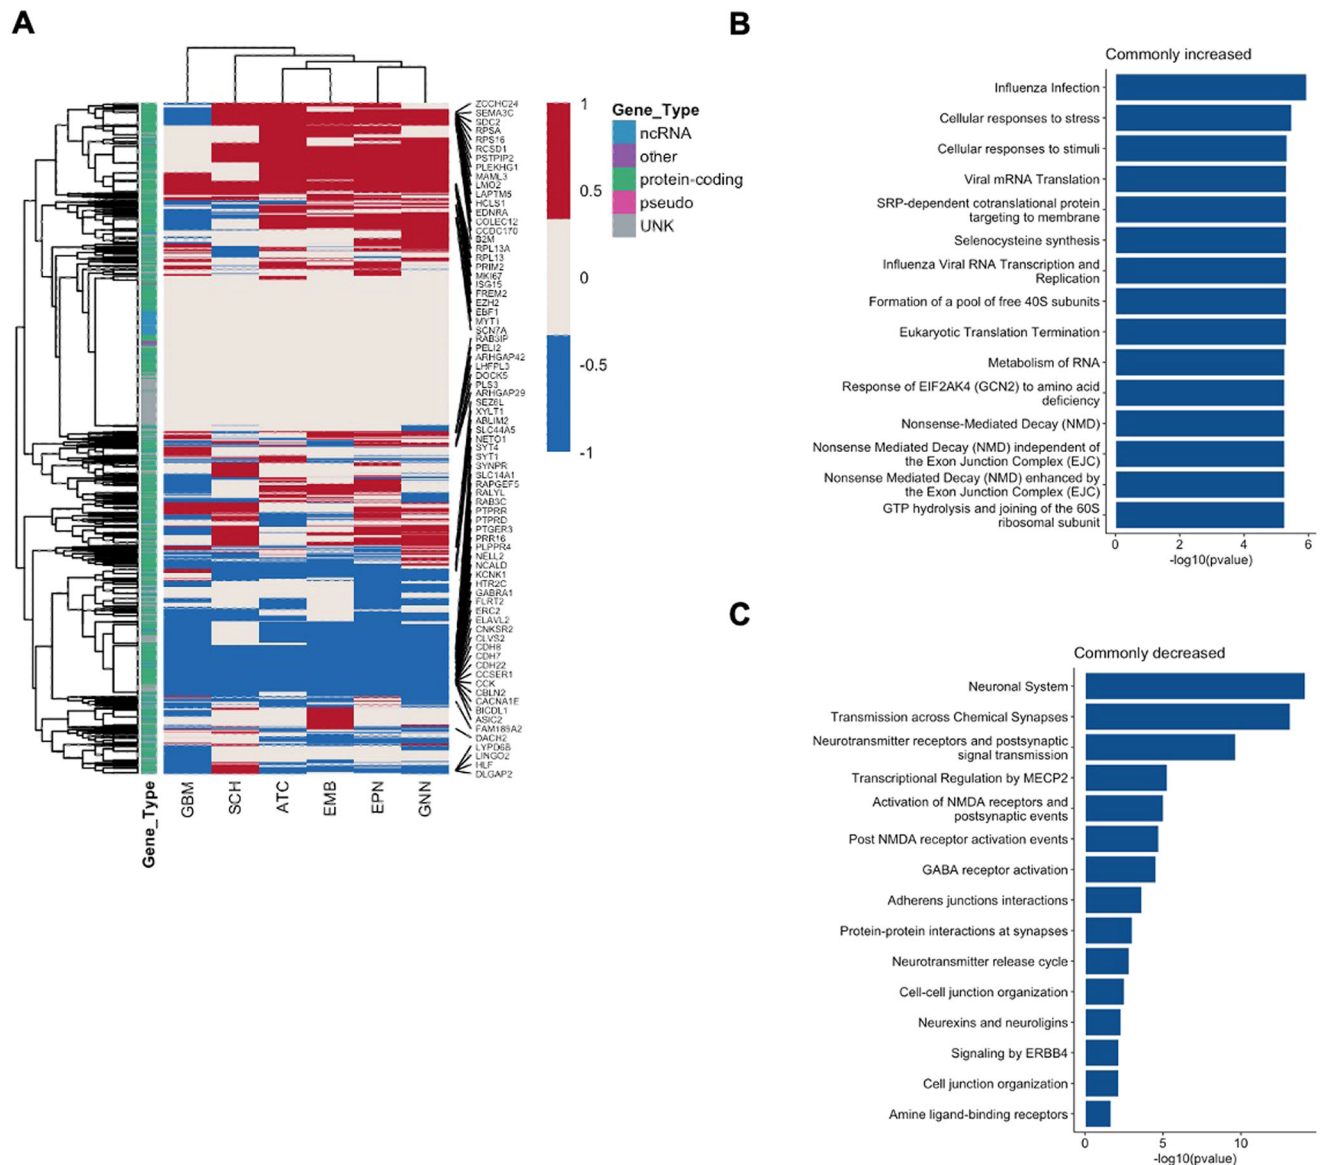 A
ZCCHC24
SEMA3C
SDC2
RPSA
RPS16
RCSD1
PSTPIP2
PLEKHG1
MAML3
LMO2
LAPTM5
HCLS1
EDNRA
COLEC12
CCDC170
B2M
RPL13A
RPL13
PRIM2
MKI67
ISG15
FREM2
EZH2
EBF1
MYT1
SCN7A
RAB3IP
PELI2
ARHGAP42
LHFPL3
DOCK5
PLS3
ARHGAP29
SEZ6L
XYLT1
ABLIM2
SLC44A5
NETO1
SYT4
SYT1
SYNPR
SLC14A1
RAPGEF5
RALYL
RAB3C
PTPRR
PTPRD
PTGER3
PRR16
PLPPR4
NELL2
NCALD
KCNK1
HTR2C
GABRA1
FLRT2
ERC2
ELAVL2
CNKSR2
CLVS2
CDH8
CDH7
CDH22
CCSER1
CCK
CBLN2
CACNA1E
BICDL1
ASIC2
FAM189A2
DACH2
LYPD6B
LINGO2
HLF
DLGAP2
1
0.5
0
-0.5
-1
Gene_Type
ncRNA
other
protein-coding
pseudo
UNK
Gene_Type
GBM
SCH
ATC
EMB
EPN
GNN
B
Commonly increased
Influenza Infection
Cellular responses to stress
Cellular responses to stimuli
Viral mRNA Translation
SRP-dependent cotranslational protein
targeting to membrane
Selenocysteine synthesis
Influenza Viral RNA Transcription and
Replication
Formation of a pool of free 40S subunits
Eukaryotic Translation Termination
Metabolism of RNA
Response of EIF2AK4 (GCN2) to amino acid
deficiency
Nonsense-Mediated Decay (NMD)
Nonsense Mediated Decay (NMD) independent of
the Exon Junction Complex (EJC)
Nonsense Mediated Decay (NMD) enhanced by
the Exon Junction Complex (EJC)
GTP hydrolysis and joining of the 60S
ribosomal subunit
0 2 4 6
-log10(pvalue)
C
Commonly decreased
Neuronal System
Transmission across Chemical Synapses
Neurotransmitter receptors and postsynaptic
signal transmission
Transcriptional Regulation by MECP2
Activation of NMDA receptors and
postsynaptic events
Post NMDA receptor activation events
GABA receptor activation
Adherens junctions interactions
Protein-protein interactions at synapses
Neurotransmitter release cycle
Cell-cell junction organization
Neurexins and neuroligins
Signaling by ERBB4
Cell junction organization
Amine ligand-binding receptors
0 5 10
-log10(pvalue)